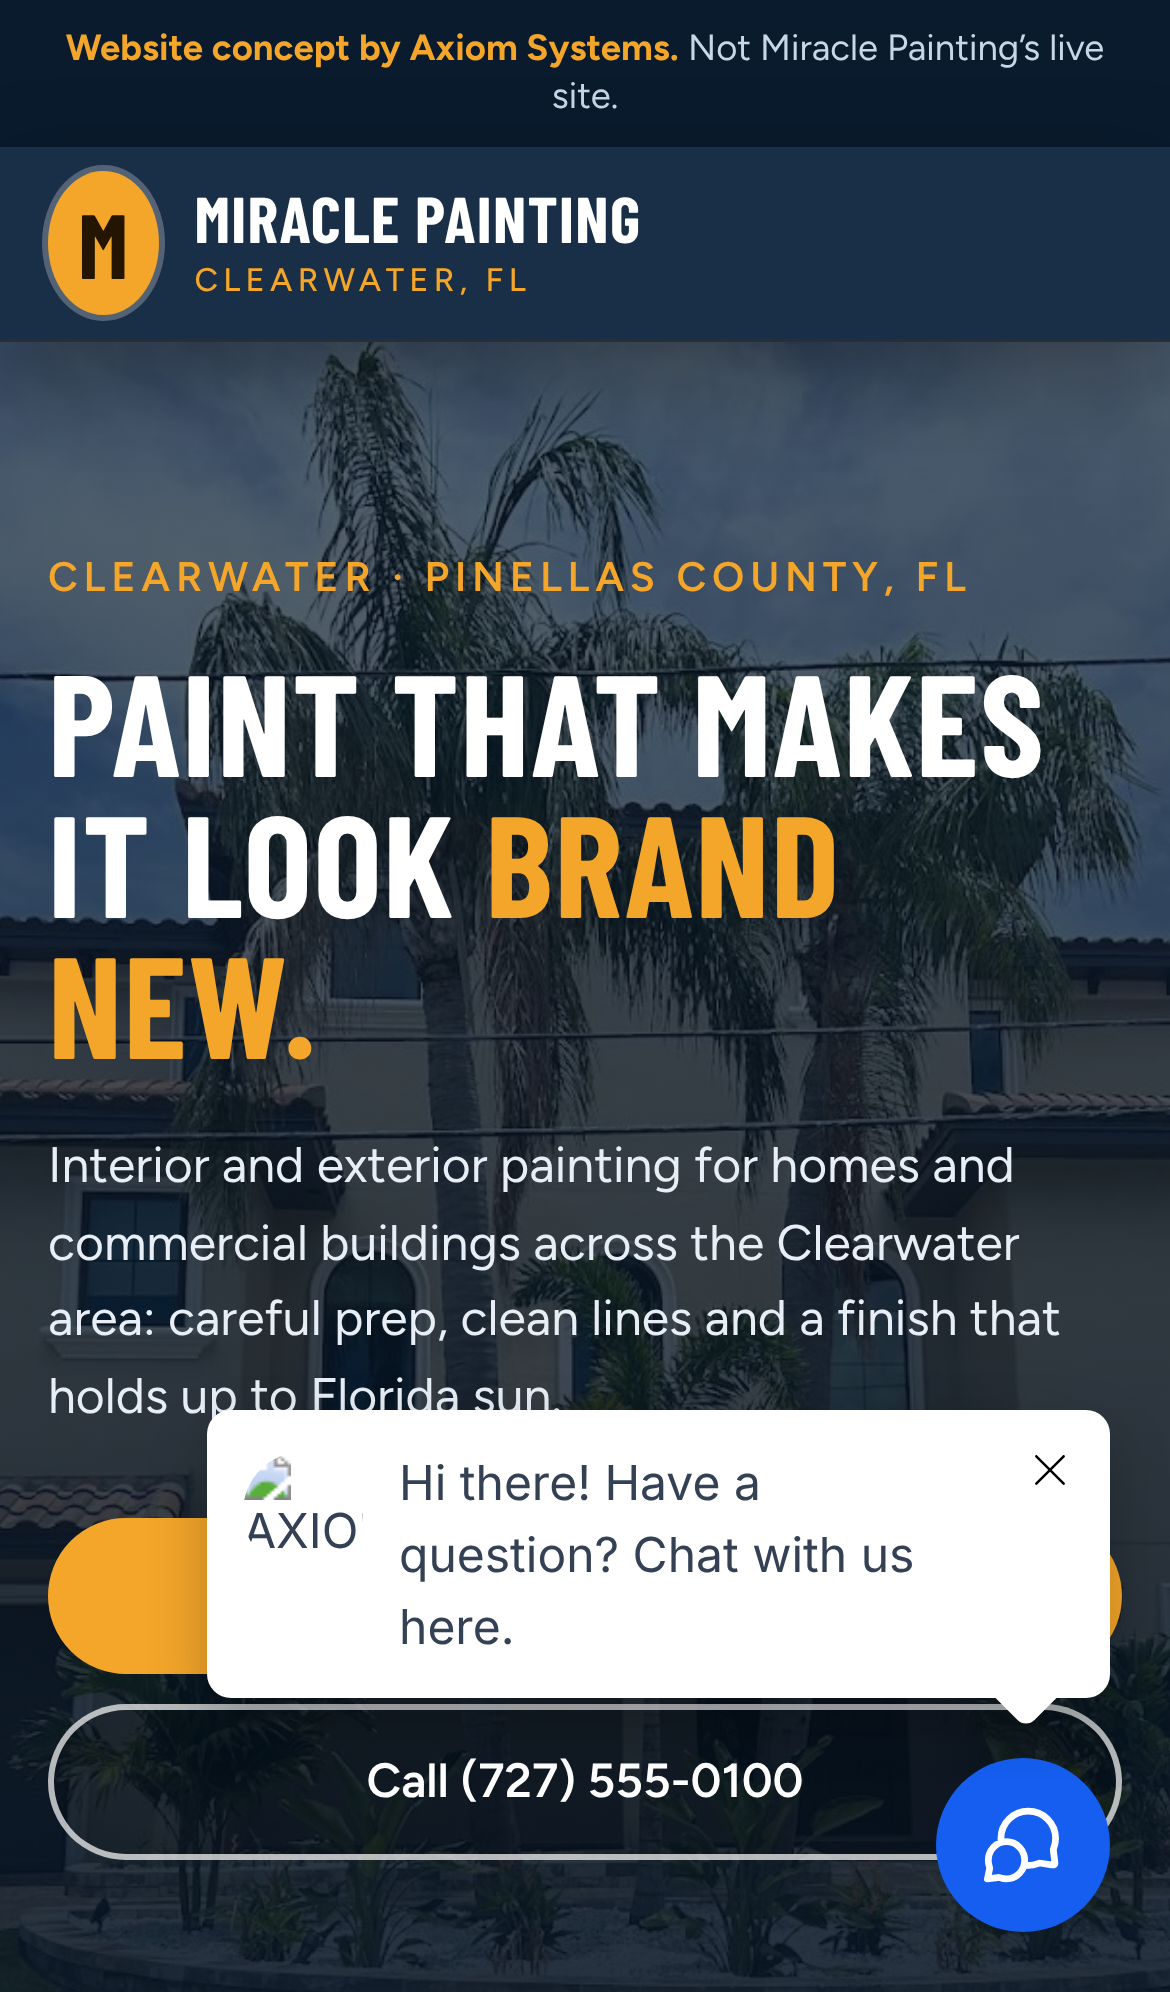 Website concept by Axiom Systems. Not Miracle Painting’s live
site.
M
MIRACLE PAINTING
CLEARWATER, FL
CLEARWATER · PINELLAS COUNTY, FL
PAINT THAT MAKES
IT LOOK BRAND
NEW.
Interior and exterior painting for homes and
commercial buildings across the Clearwater
area: careful prep, clean lines and a finish that
holds up to Florida sun.
Hi there! Have a
question? Chat with us
here.
AXIO
Call (727) 555-0100